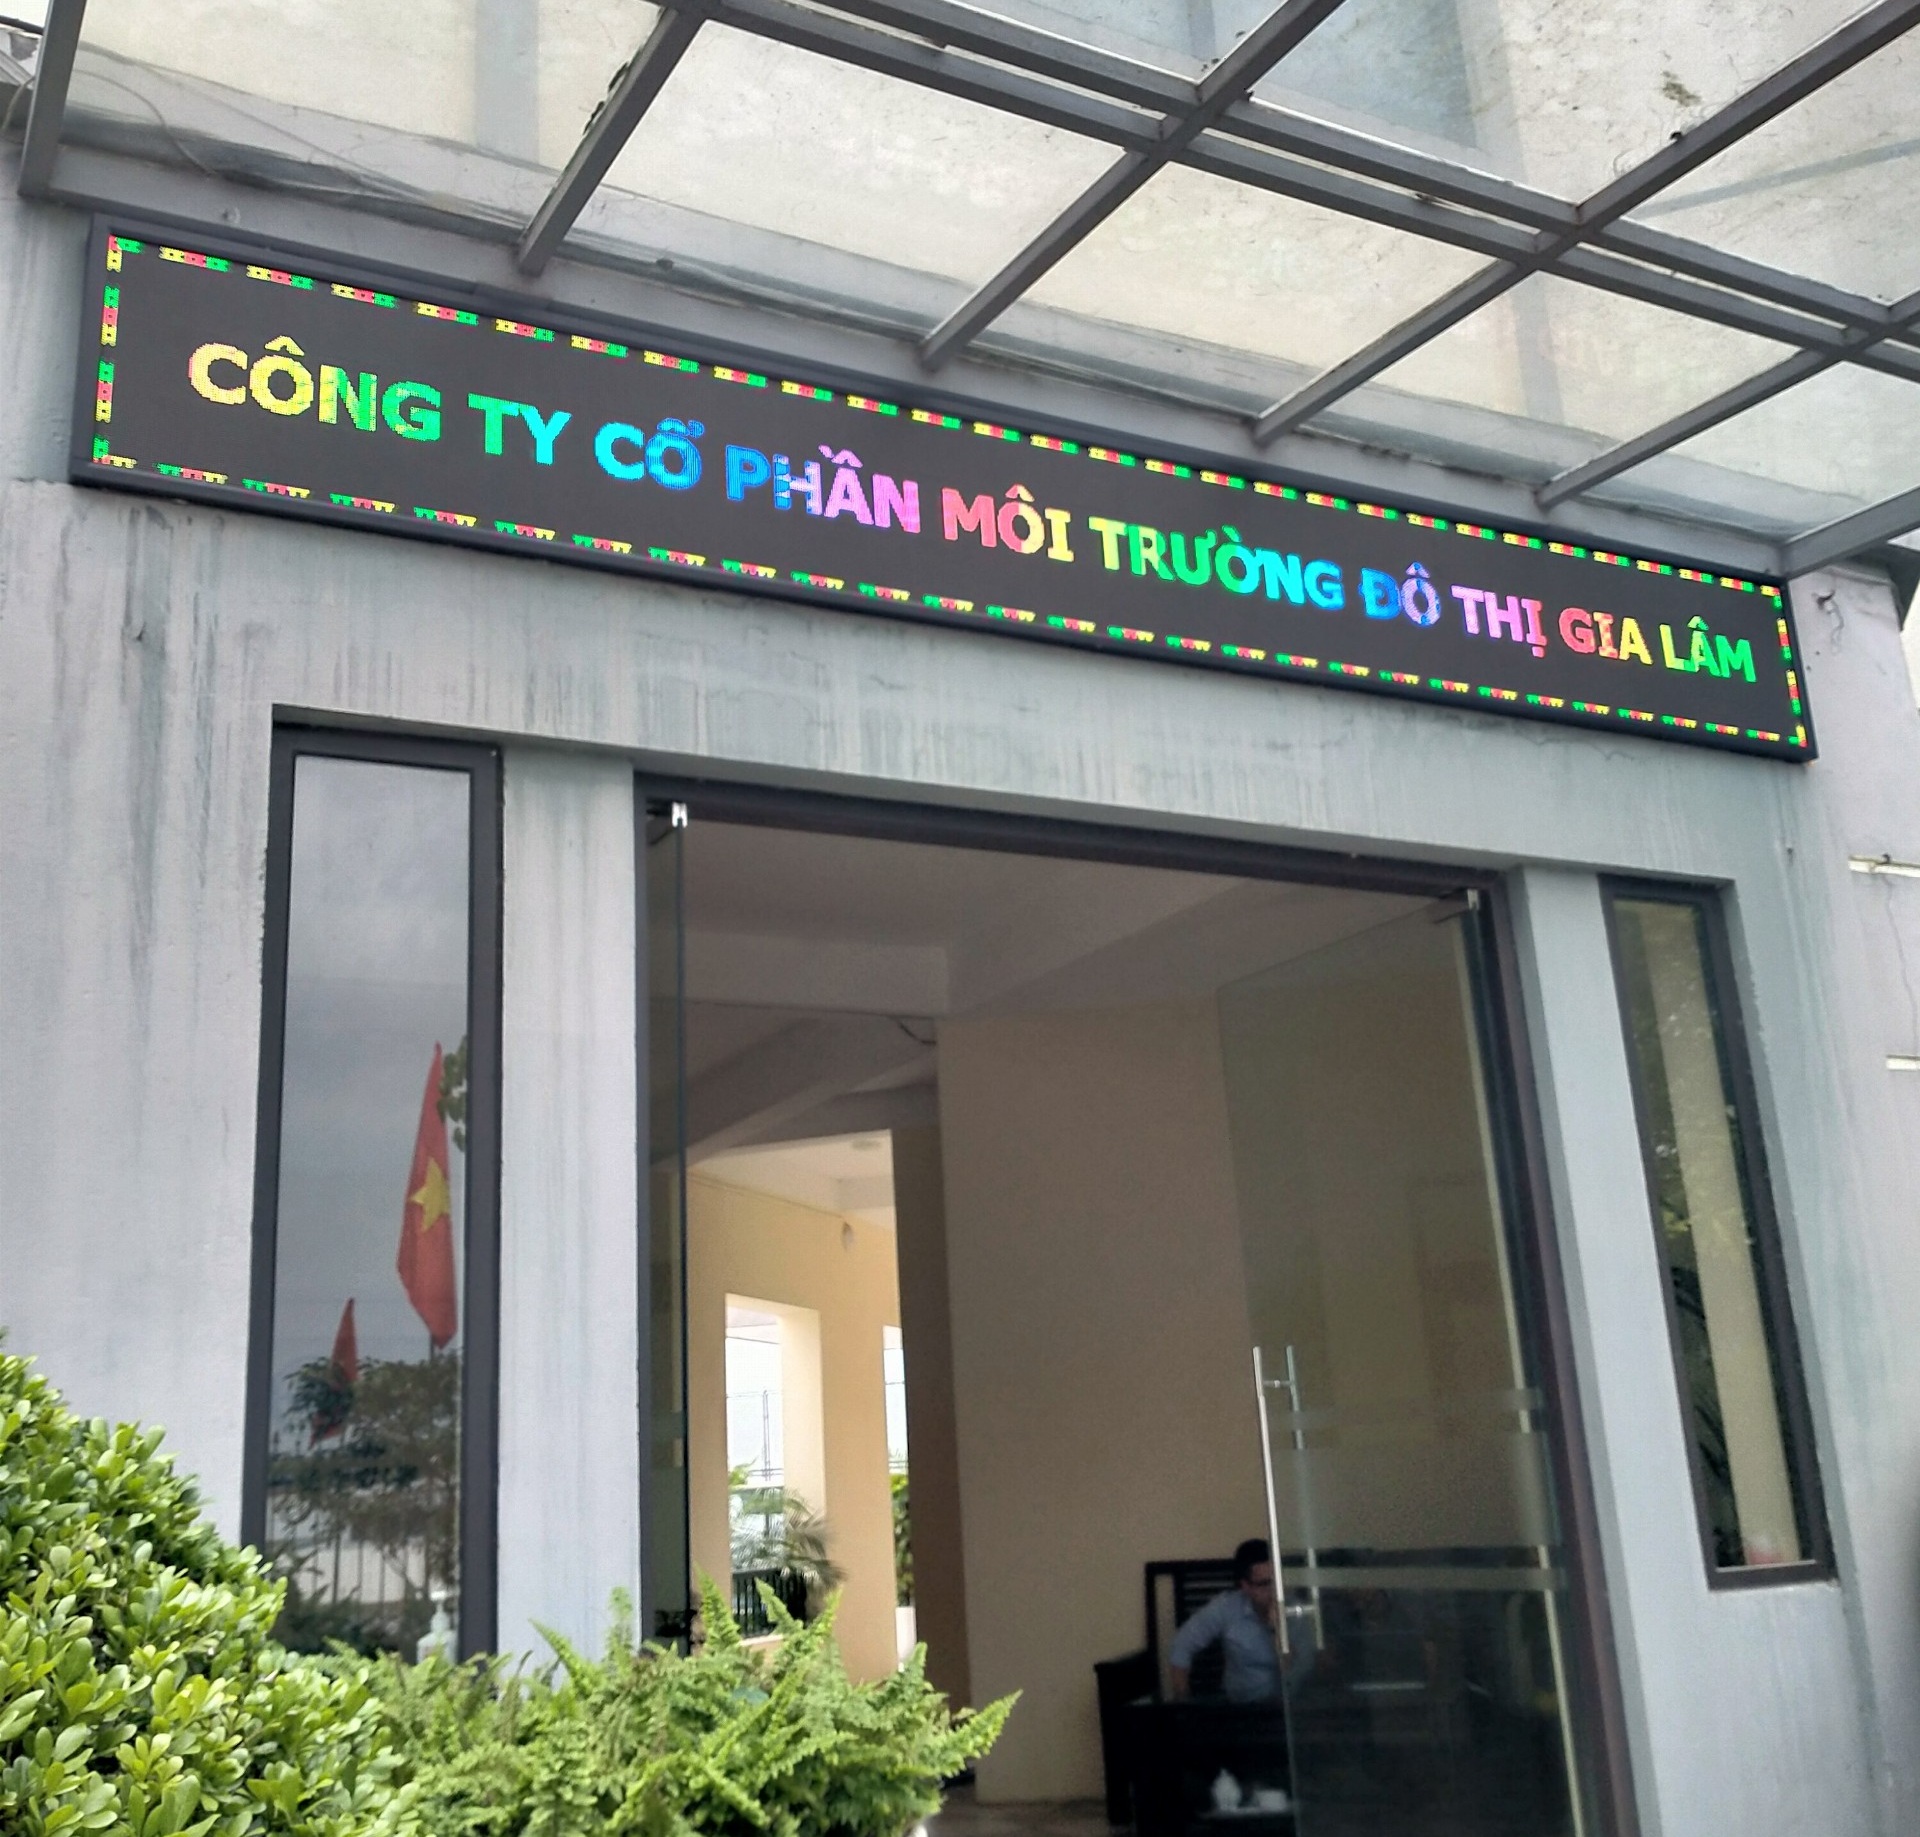 CÔNG TY CỔ PHẦN MÔI TRƯỜNG ĐÔ THỊ GIA LÂM